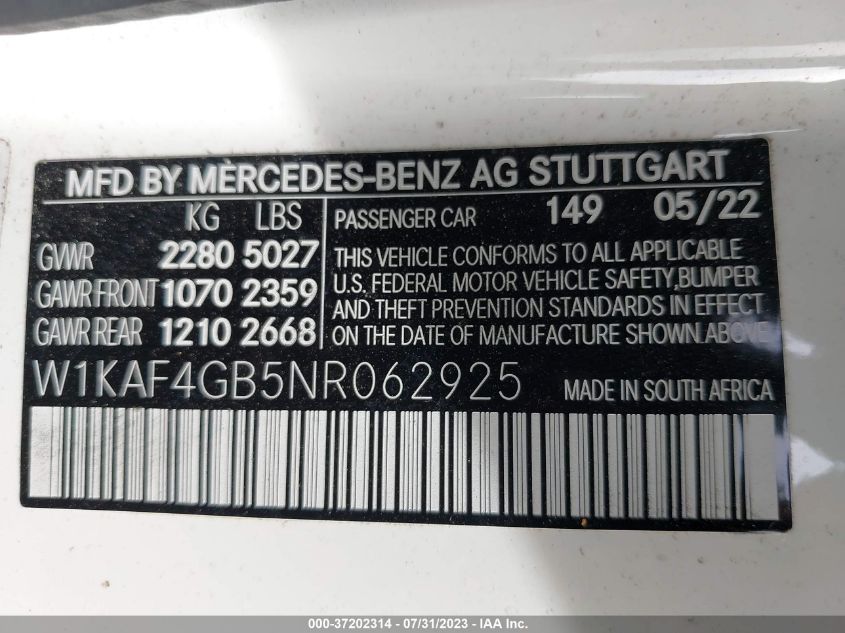 MFD BY MERCEDES-BENZ AG STUTTGART
KG LBS
GVWR 2280 5027
GAWR FRONT 1070 2359
GAWR REAR 1210 2668
PASSENGER CAR 149 05/22
THIS VEHICLE CONFORMS TO ALL APPLICABLE
U.S. FEDERAL MOTOR VEHICLE SAFETY,BUMPER
AND THEFT PREVENTION STANDARDS IN EFFECT
ON THE DATE OF MANUFACTURE SHOWN ABOVE
W1KAF4GB5NR062925 MADE IN SOUTH AFRICA
000-37202314 - 07/31/2023 - IAA Inc.